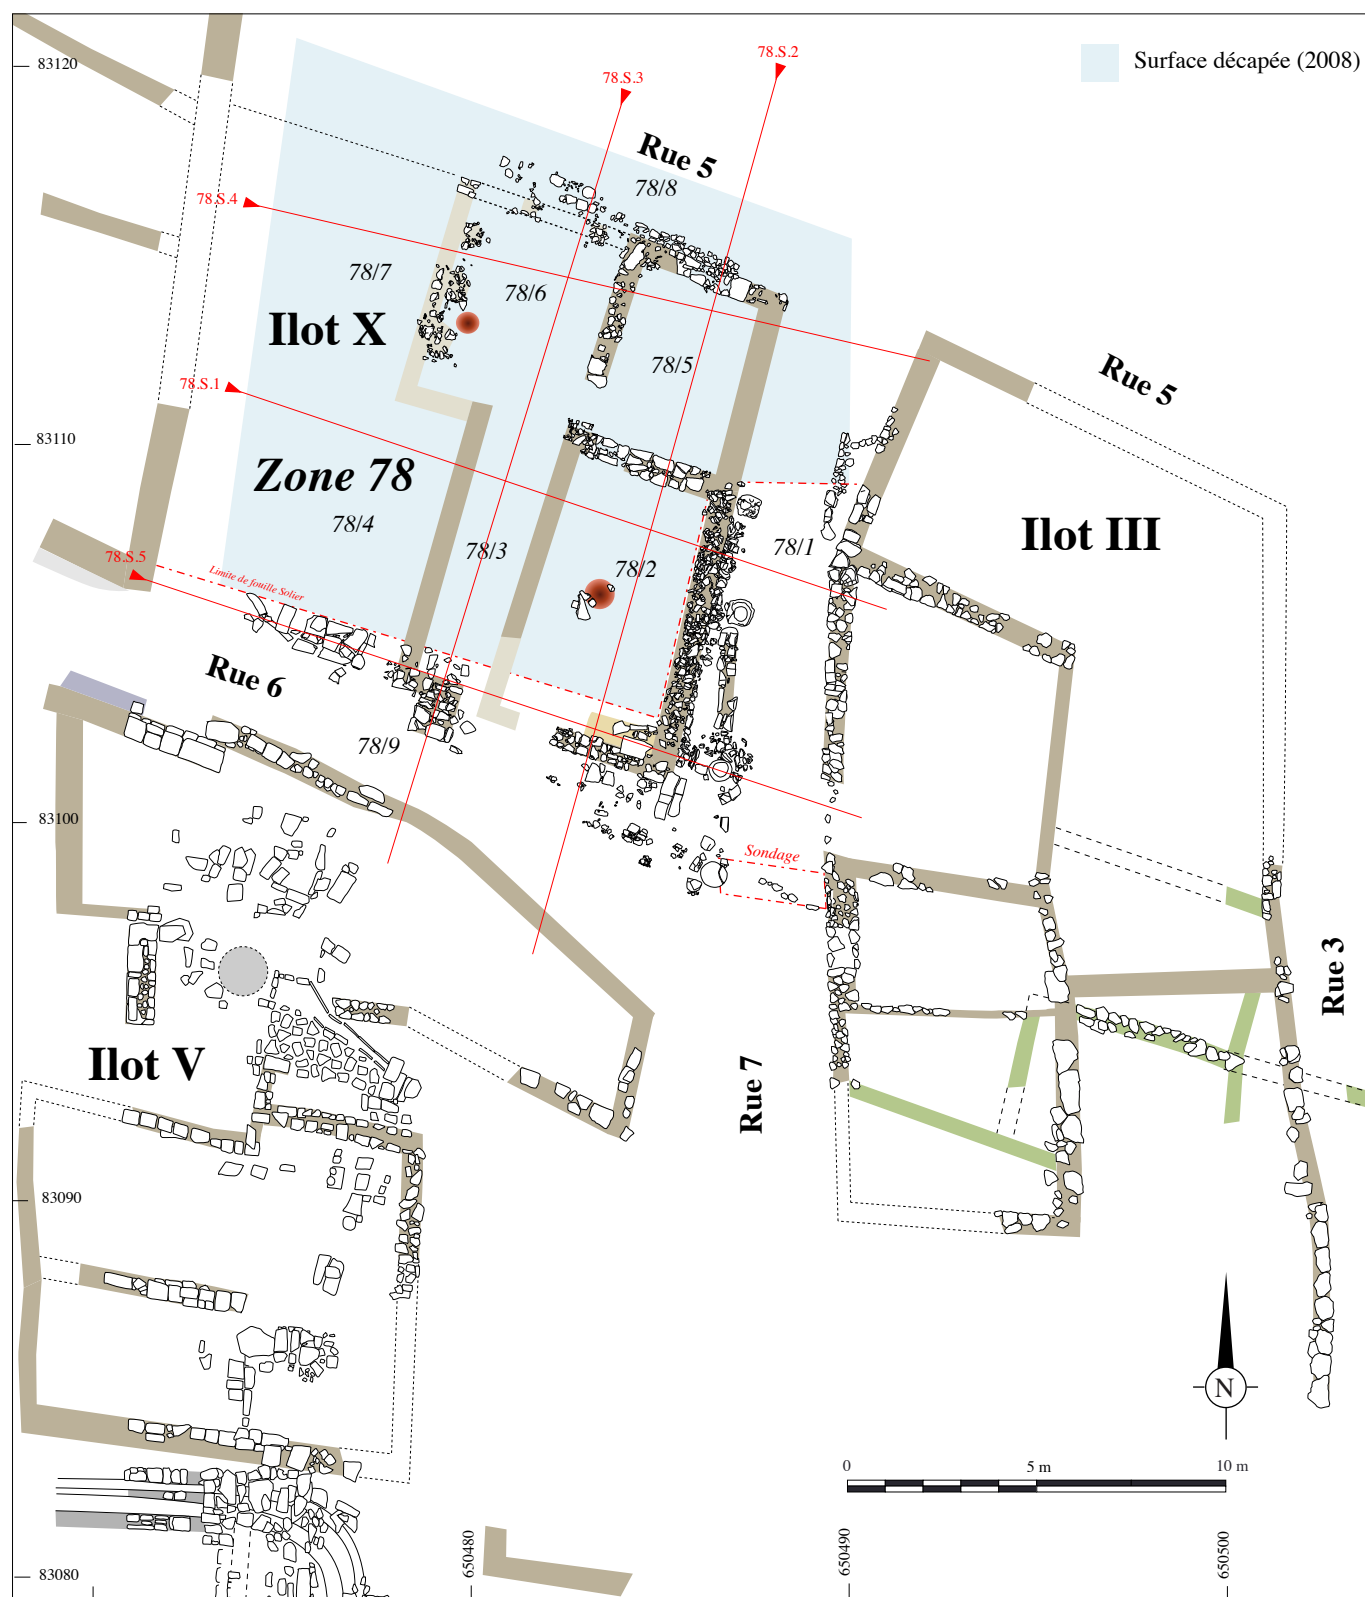 78.S.2
83120
Surface décapée (2008)
78.S.3
Rue 5
78/8
78.S.4
78/7
78/6
Ilot X
78/5
Rue 5
78.S.1
83110
Zone 78
78/4
Ilot III
78/3
78/1
78.S.5
78/2
Limite de fouille Solier
Rue 6
78/9
83100
Sondage
Rue 3
Ilot V
Rue 7
83090
N
0
5 m
10 m
650480
650490
650500
83080